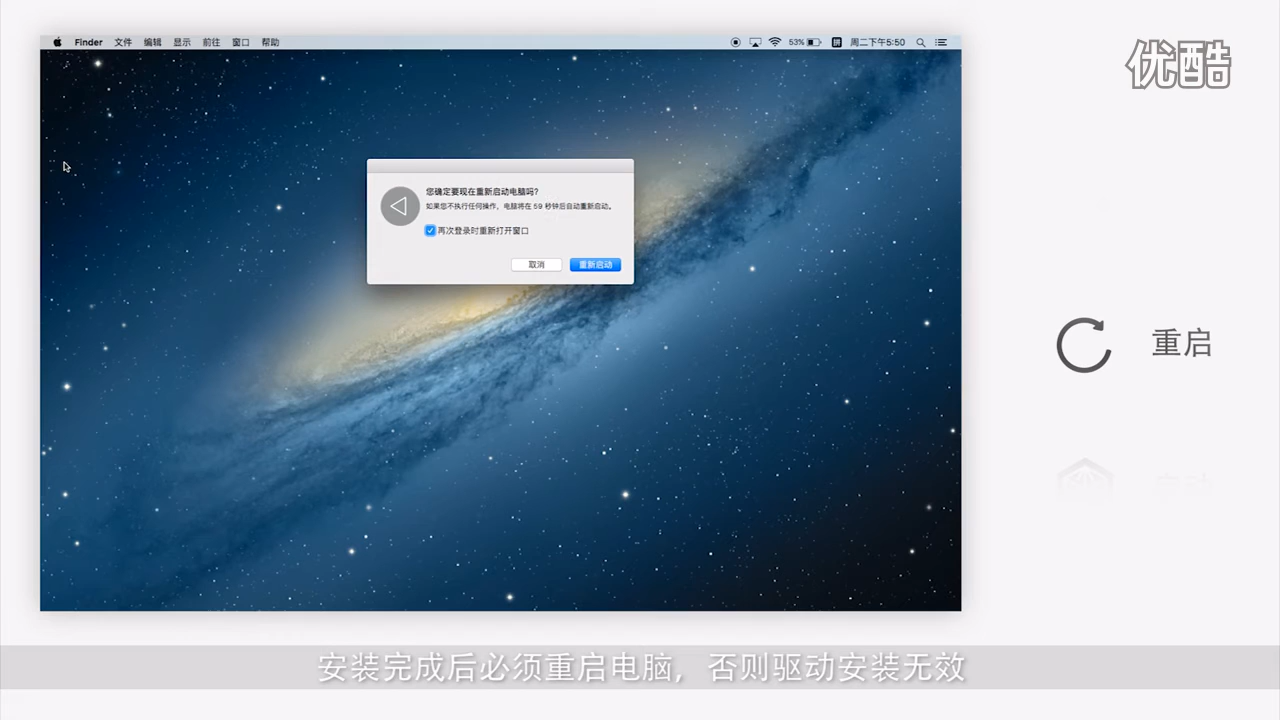 Finder 文件 编辑 显示 前往 窗口 帮助
53% 拼 周二下午5:50
优酷
您确定要现在重新启动电脑吗?
如果您不执行任何操作，电脑将在 59 秒钟后自动重新启动。
再次登录时重新打开窗口
取消 重新启动
重启
安装完成后必须重启电脑，否则驱动安装无效